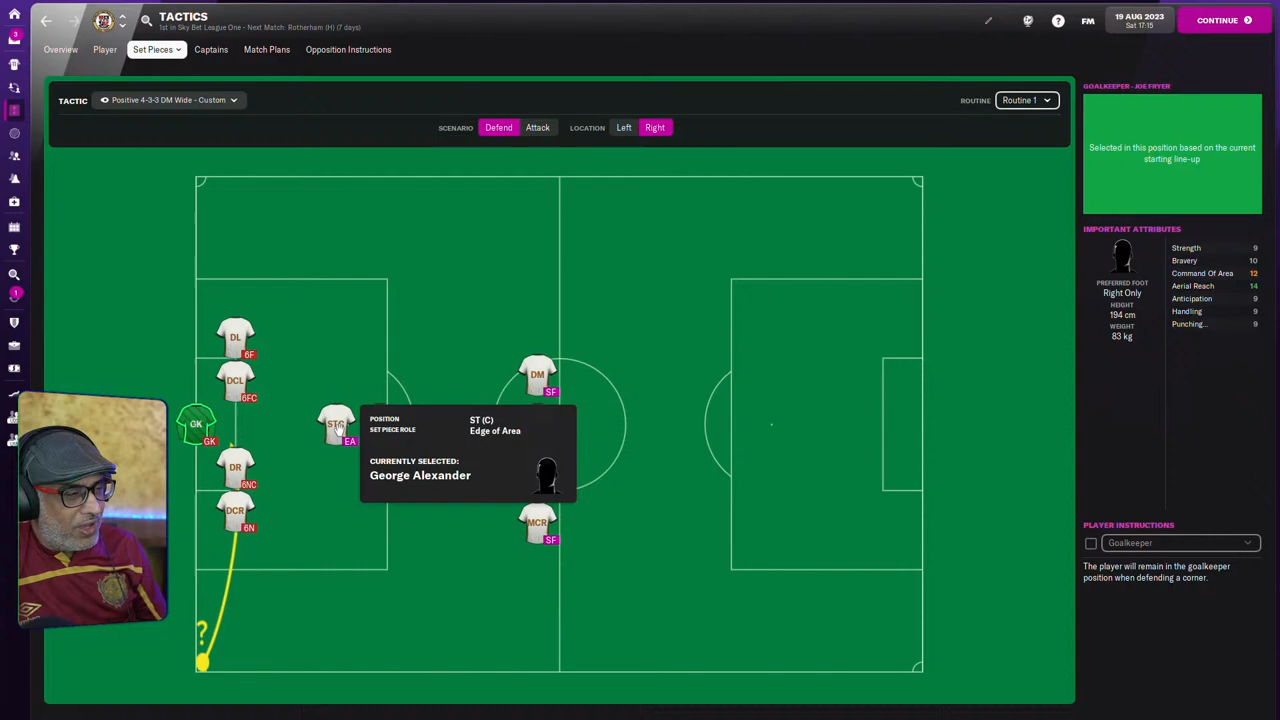 TACTICS
1st in Sky Bet League One - Next Match: Rotherham (H) (7 days)
3
FM
19 AUG 2023
Sat 17:15
CONTINUE
Overview
Player
Set Pieces
Captains
Match Plans
Opposition Instructions
TACTIC
Positive 4-3-3 DM Wide - Custom
ROUTINE
Routine 1
SCENARIO
Defend
Attack
LOCATION
Left
Right
GOALKEEPER - JOE FRYER
Selected in this position based on the current
starting line-up
IMPORTANT ATTRIBUTES
PREFERRED FOOT
Right Only
HEIGHT
194 cm
WEIGHT
83 kg
Strength 9
Bravery 10
Command Of Area 12
Aerial Reach 14
Anticipation 9
Handling 9
Punching... 9
1
DL
6F
DCL
6FC
GK
GK
DR
6NC
DCR
6N
?
EA
DM
SF
MCR
SF
POSITION ST (C)
SET PIECE ROLE Edge of Area
CURRENTLY SELECTED:
George Alexander
PLAYER INSTRUCTIONS
Goalkeeper
The player will remain in the goalkeeper
position when defending a corner.